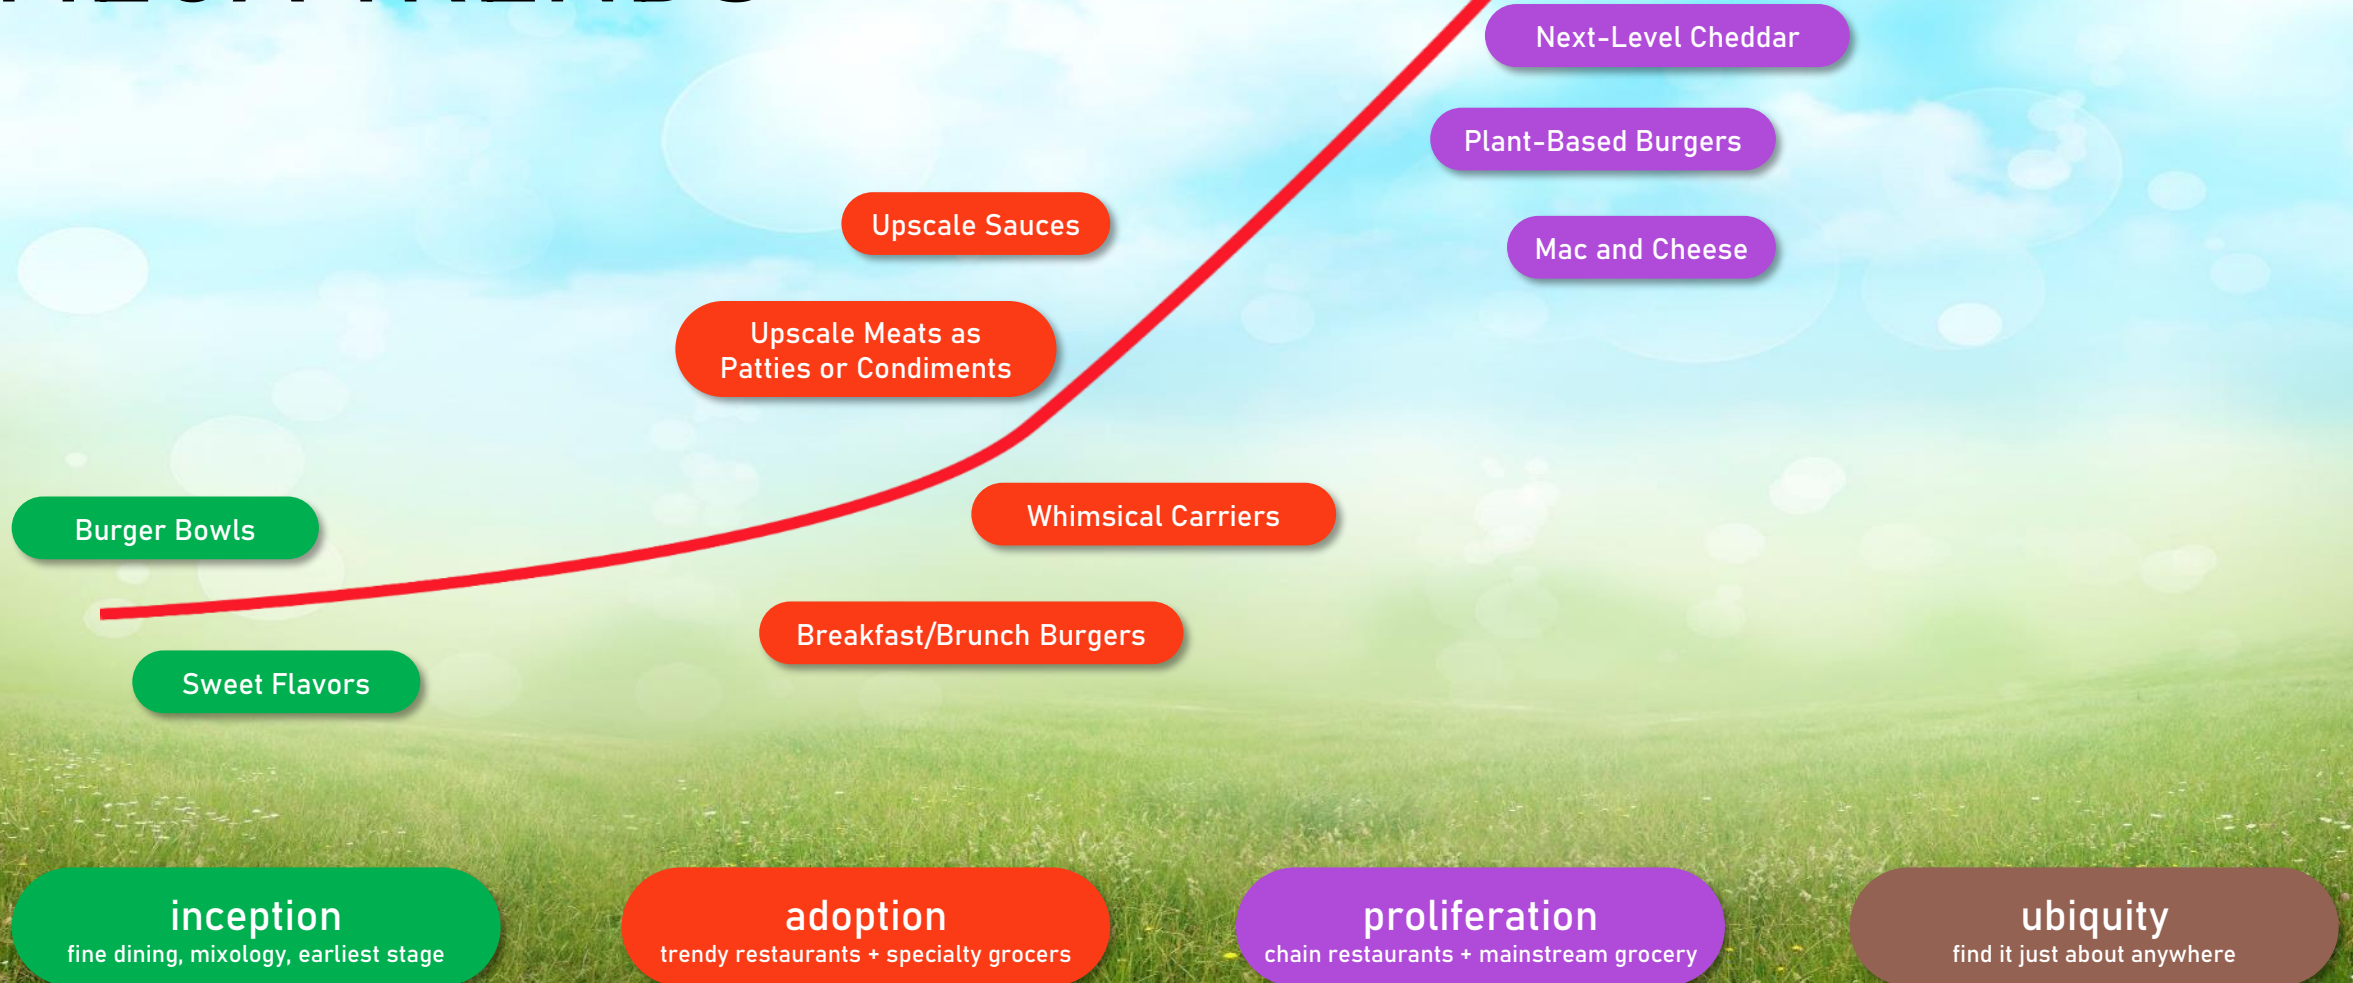 Next-Level Cheddar
Plant-Based Burgers
Upscale Sauces
Mac and Cheese
Upscale Meats as
Patties or Condiments
Burger Bowls
Whimsical Carriers
Breakfast/Brunch Burgers
Sweet Flavors
inception
fine dining, mixology, earliest stage
adoption
trendy restaurants + specialty grocers
proliferation
chain restaurants + mainstream grocery
ubiquity
find it just about anywhere